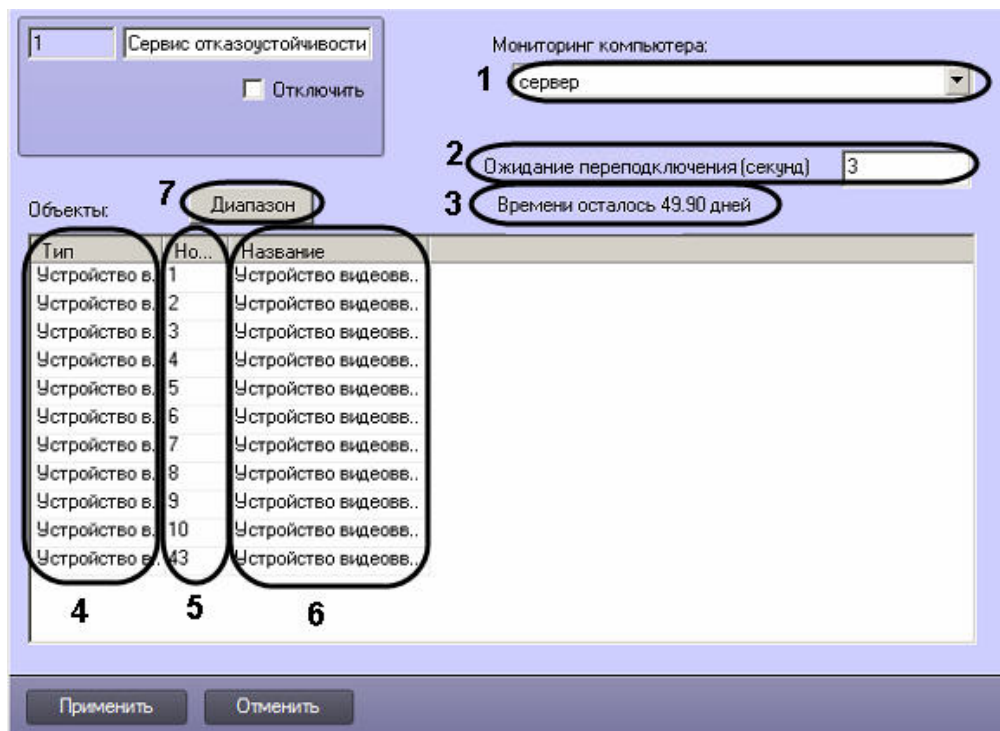 1 Сервис отказоустойчивости
Отключить
Мониторинг компьютера:
1 сервер
2 Ожидание переподключения (секунд) 3
3 Времени осталось 49.90 дней
Объекты: 7 Диапазон
Тип Но... Название
Устройство в. 1 Устройство видеовв..
Устройство в. 2 Устройство видеовв..
Устройство в. 3 Устройство видеовв..
Устройство в. 4 Устройство видеовв..
Устройство в. 5 Устройство видеовв..
Устройство в. 6 Устройство видеовв..
Устройство в. 7 Устройство видеовв..
Устройство в. 8 Устройство видеовв..
Устройство в. 9 Устройство видеовв..
Устройство в. 10 Устройство видеовв..
Устройство в.. 43 Устройство видеовв..
4 5 6
Применить Отменить